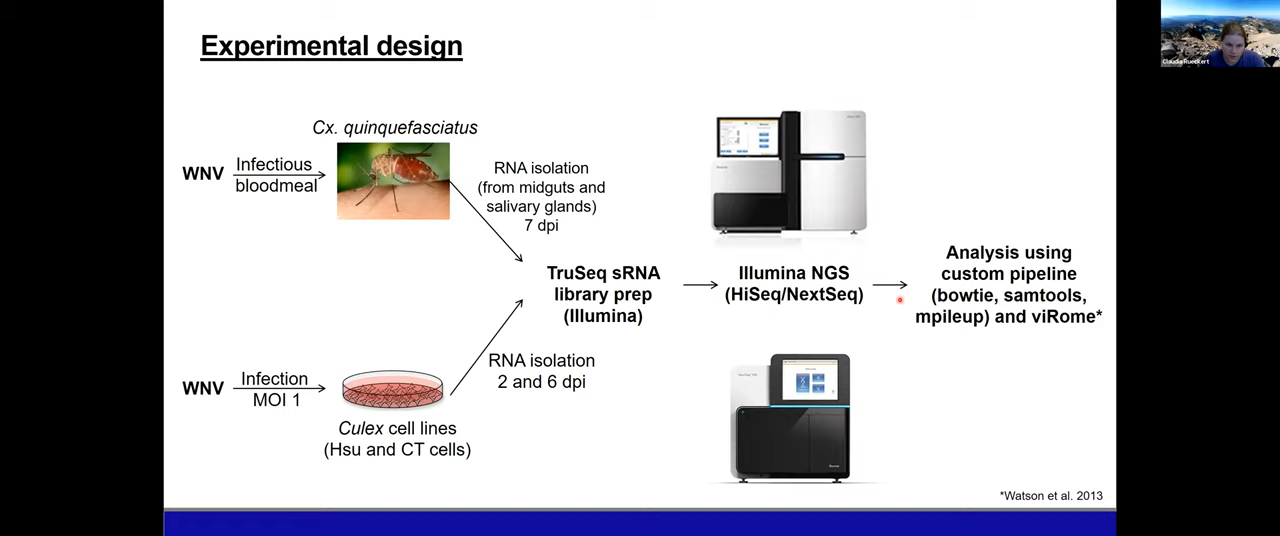 Experimental design
Claudia Rueckert
Cx. quinquefasciatus
WNV
Infectious
bloodmeal
RNA isolation
(from midguts and
salivary glands)
7 dpi
TruSeq sRNA
library prep
(Illumina)
Illumina NGS
(HiSeq/NextSeq)
Analysis using
custom pipeline
(bowtie, samtools,
mpileup) and viRome*
RNA isolation
2 and 6 dpi
WNV
Infection
MOI 1
Culex cell lines
(Hsu and CT cells)
*Watson et al. 2013